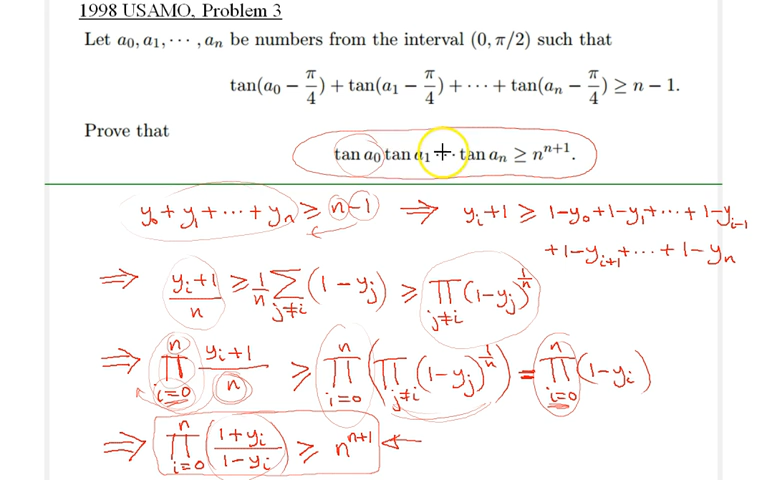 1998 USAMO, Problem 3
Let a₀, a₁, ⋯ , aₙ be numbers from the interval (0, π/2) such that
tan(a₀ − π/4) + tan(a₁ − π/4) + ⋯ + tan(aₙ − π/4) ≥ n − 1.
Prove that
tan a₀ tan a₁ ⋯ tan aₙ ≥ nⁿ⁺¹.
y₀ + y₁ + ⋯ + yₙ ≥ n−1 ⇒ yᵢ+1 ≥ 1−y₀+1−y₁+⋯+1−yᵢ₋₁
+1−yᵢ₊₁+⋯+1−yₙ
⇒ (yᵢ+1)/n ≥ 1/n ∑_{j≠i} (1−yⱼ) ≥ ∏_{j≠i} (1−yⱼ)^{1/n}
⇒ ∏_{i=0}^{n} (yᵢ+1)/n ≥ ∏_{i=0}^{n} (∏_{j≠i} (1−yⱼ)^{1/n}) = ∏_{i=0}^{n} (1−yᵢ)
⇒ ∏_{i=0}^{n} ((1+yᵢ)/(1−yᵢ)) ≥ n^{n+1} ←